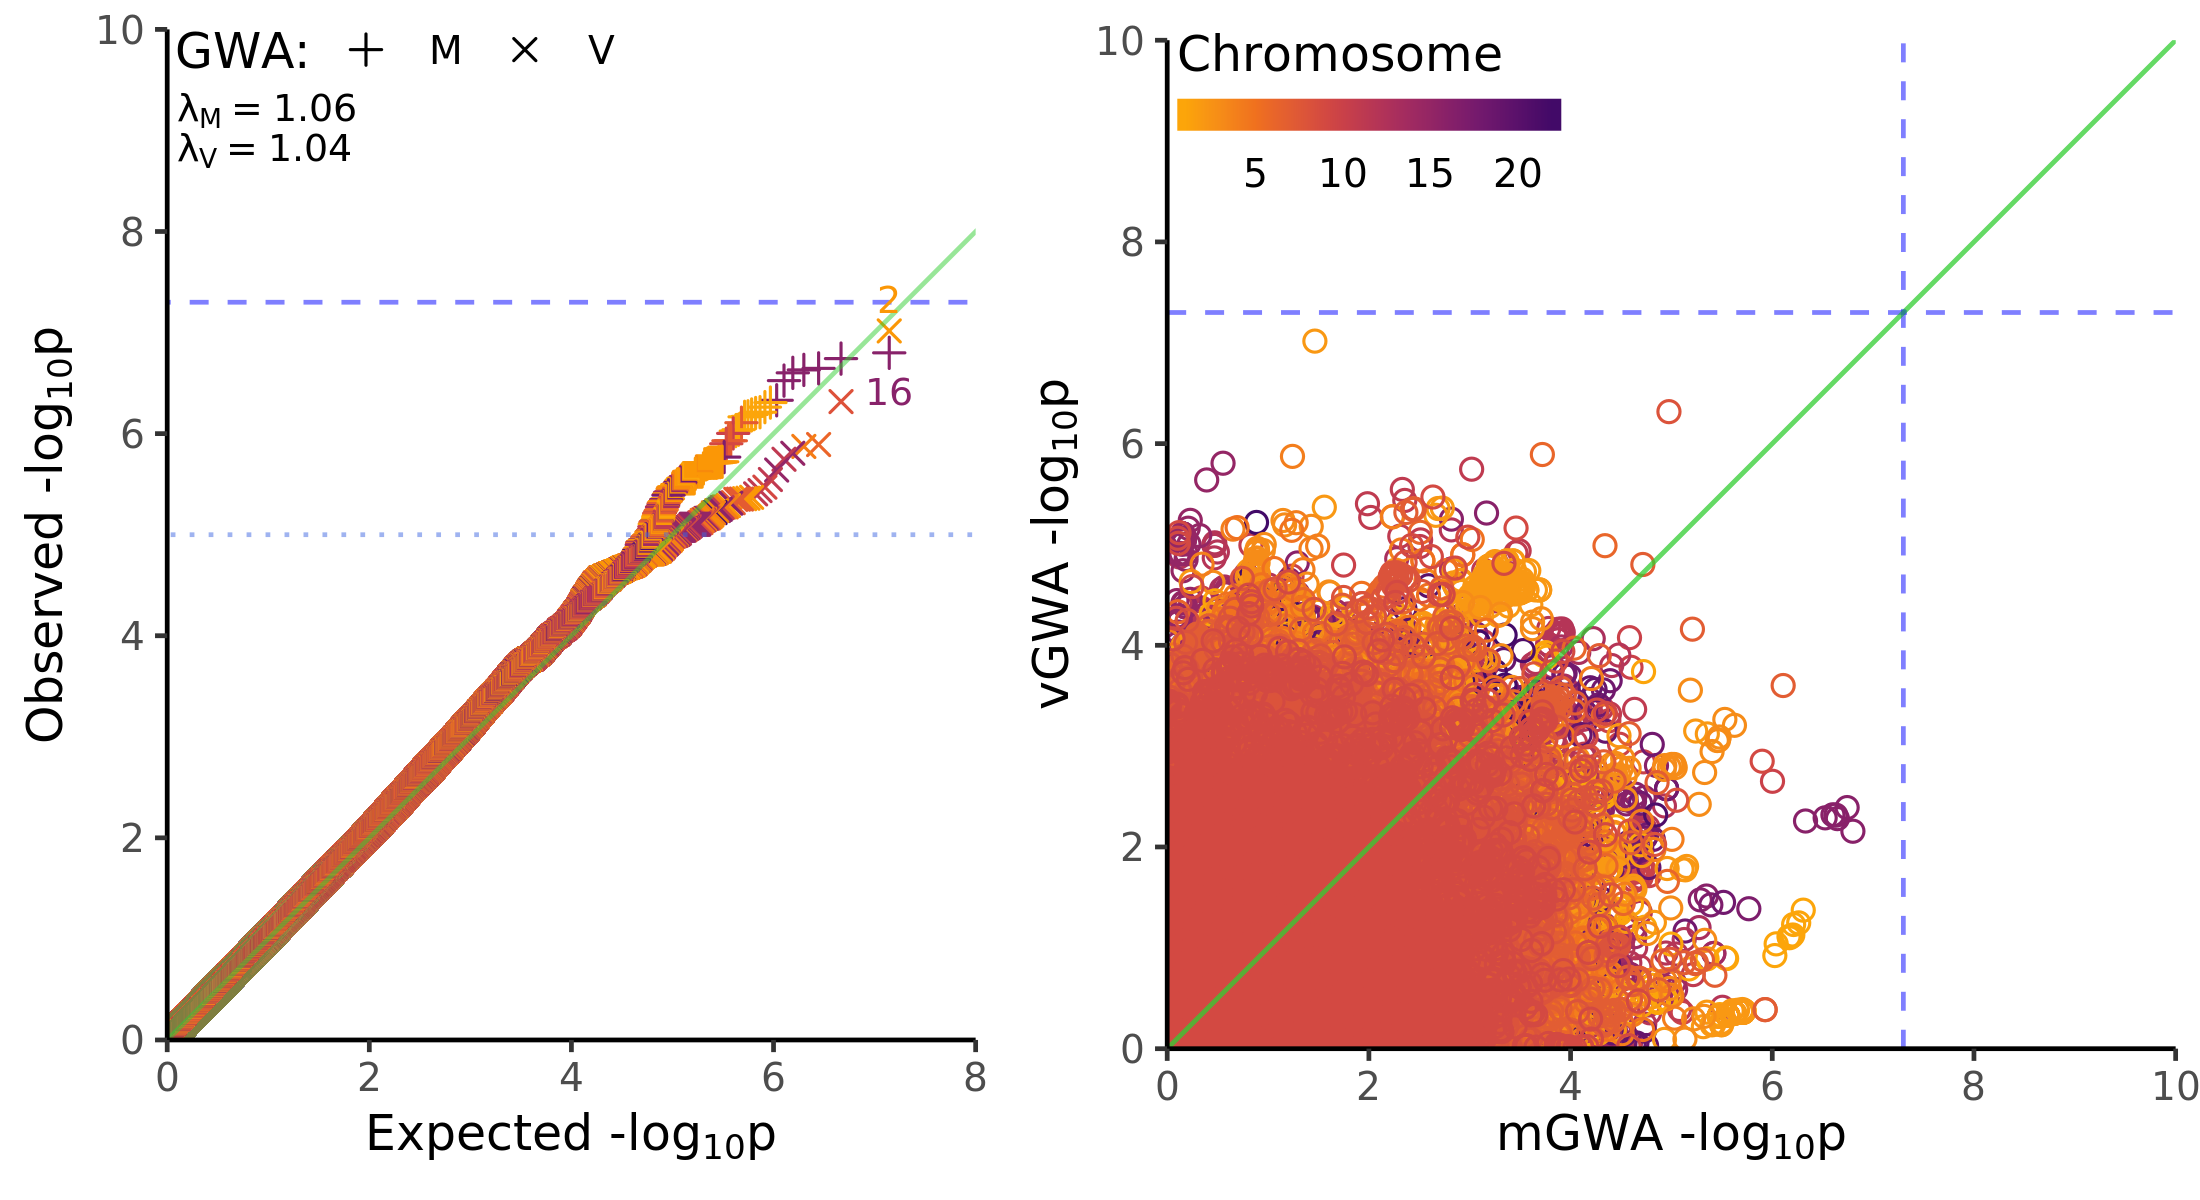 GWA: + M × V
λM = 1.06
λV = 1.04
10
8
6
4
2
0
Observed -log10p
2
16
0 2 4 6 8
Expected -log10p
Chromosome
5 10 15 20
10
8
6
4
2
0
vGWA -log10p
0 2 4 6 8 10
mGWA -log10p